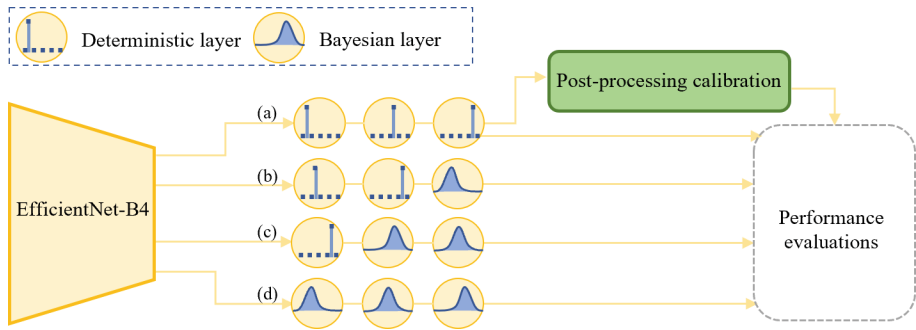 Deterministic layer
Bayesian layer
Post-processing calibration
(a)
(b)
EfficientNet-B4
(c)
(d)
Performance
evaluations